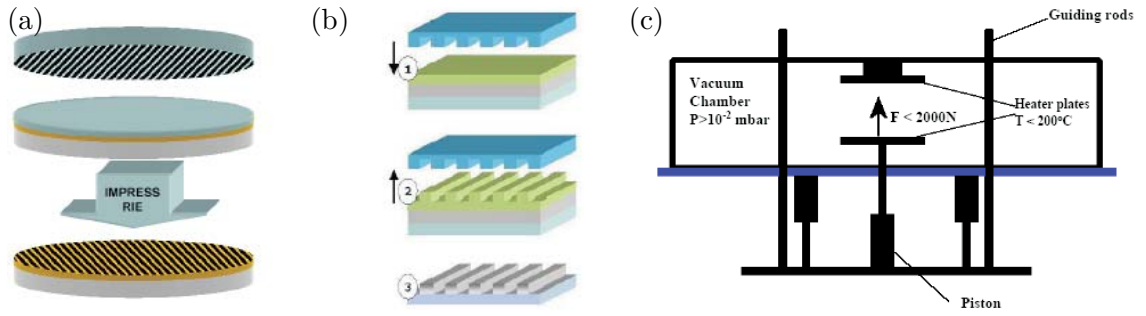 (a)
IMPRESS
RIE
(b)
1
2
3
(c)
Guiding rods
Vacuum
Chamber
P>10⁻² mbar
F < 2000N
Heater plates
T < 200°C
Piston